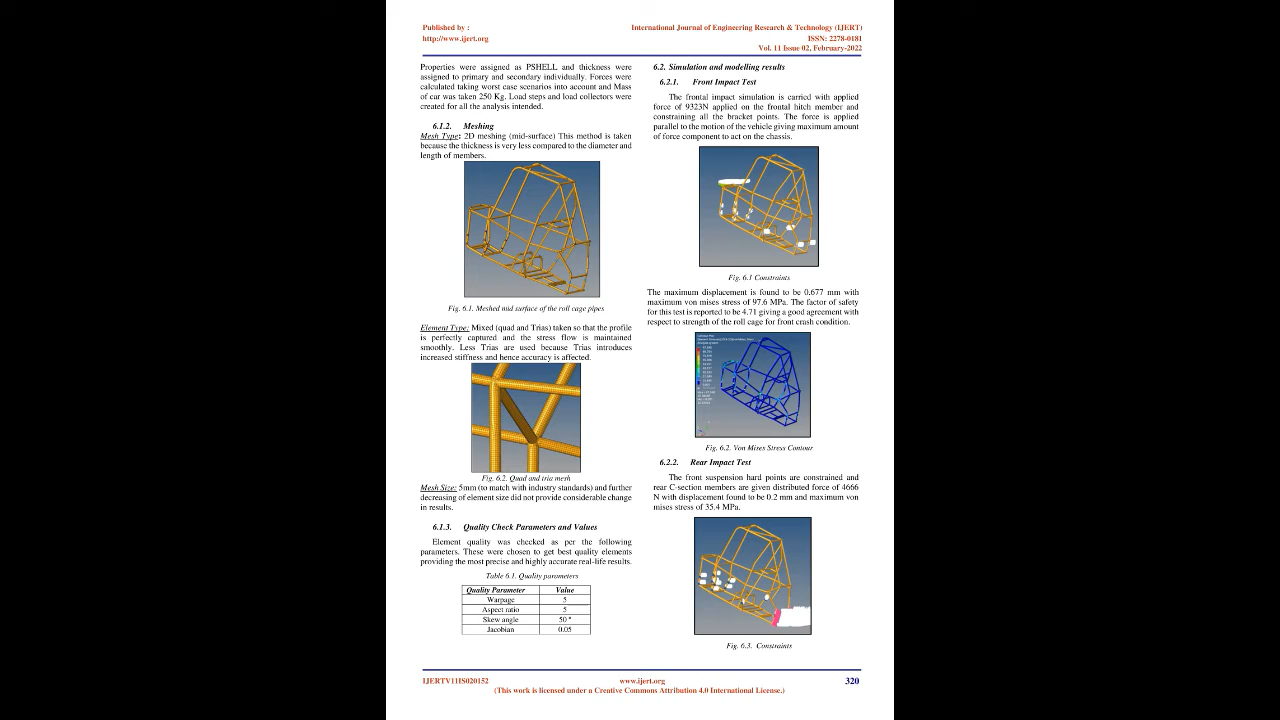 Published by :
http://www.ijert.org
International Journal of Engineering Research & Technology (IJERT)
ISSN: 2278-0181
Vol. 11 Issue 02, February-2022
Properties were assigned as PSHELL and thickness were
assigned to primary and secondary individually. Forces were
calculated taking worst case scenarios into account and Mass
of car was taken 250 Kg. Load steps and load collectors were
created for all the analysis intended.
6.1.2. Meshing
Mesh Type: 2D meshing (mid-surface) This method is taken
because the thickness is very less compared to the diameter and
length of members.
Fig. 6.1. Meshed mid surface of the roll cage pipes
Element Type: Mixed (quad and Trias) taken so that the profile
is perfectly captured and the stress flow is maintained
smoothly. Less Trias are used because Trias introduces
increased stiffness and hence accuracy is affected.
Fig. 6.2. Quad and tria mesh
Mesh Size: 5mm (to match with industry standards) and further
decreasing of element size did not provide considerable change
in results.
6.1.3. Quality Check Parameters and Values
Element quality was checked as per the following
parameters. These were chosen to get best quality elements
providing the most precise and highly accurate real-life results.
Table 6.1. Quality parameters
Quality Parameter Value
Warpage 5
Aspect ratio 5
Skew angle 50 °
Jacobian 0.05
6.2. Simulation and modelling results
6.2.1. Front Impact Test
The frontal impact simulation is carried with applied
force of 9323N applied on the frontal hitch member and
constraining all the bracket points. The force is applied
parallel to the motion of the vehicle giving maximum amount
of force component to act on the chassis.
Fig. 6.1 Constraints
The maximum displacement is found to be 0.677 mm with
maximum von mises stress of 97.6 MPa. The factor of safety
for this test is reported to be 4.71 giving a good agreement with
respect to strength of the roll cage for front crash condition.
Fig. 6.2. Von Mises Stress Contour
6.2.2. Rear Impact Test
The front suspension hard points are constrained and
rear C-section members are given distributed force of 4666
N with displacement found to be 0.2 mm and maximum von
mises stress of 35.4 MPa.
Fig. 6.3. Constraints
IJERTV11IS020152
www.ijert.org
320
(This work is licensed under a Creative Commons Attribution 4.0 International License.)